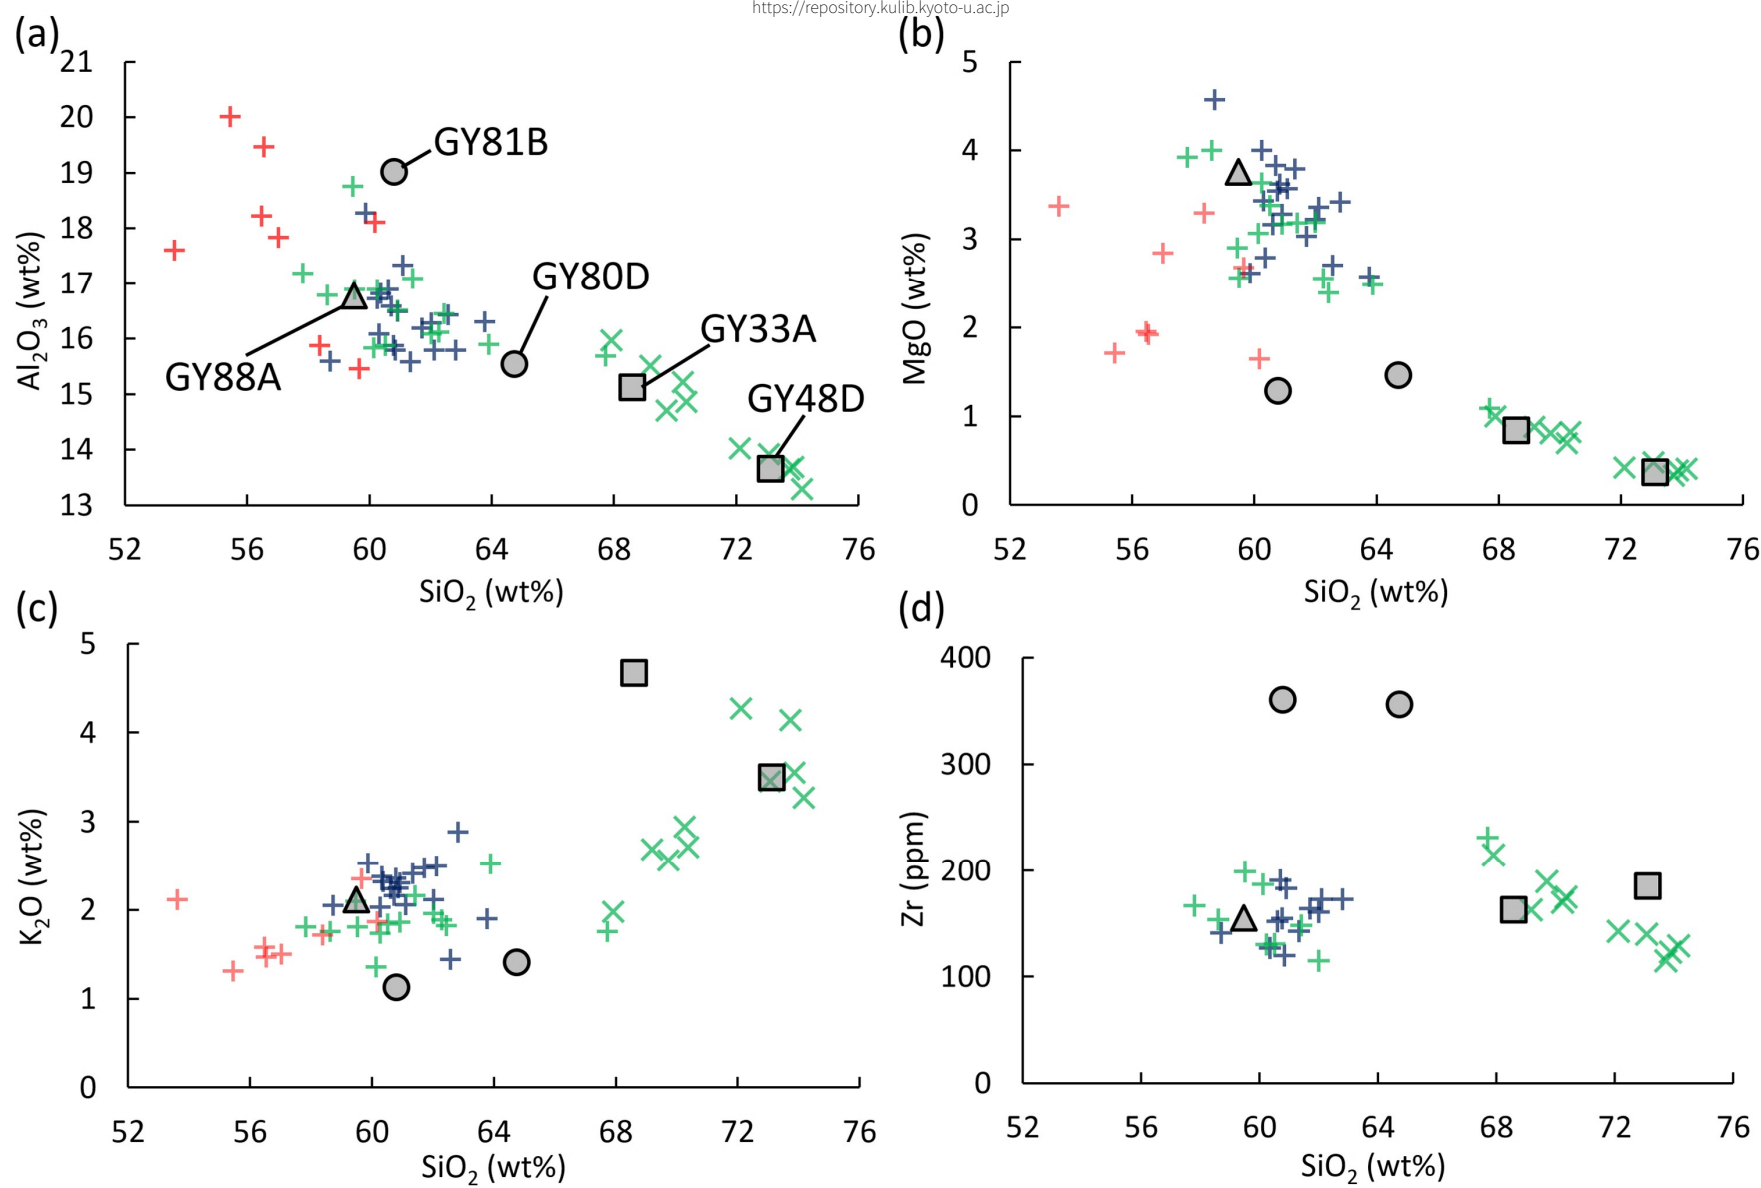 https://repository.kulib.kyoto-u.ac.jp
(a)
21
20
19
18
17
16
15
14
13
Al₂O₃ (wt%)
GY81B
GY80D
GY33A
GY88A
GY48D
52 56 60 64 68 72 76
SiO₂ (wt%)
(b)
5
4
3
2
1
0
MgO (wt%)
52 56 60 64 68 72 76
SiO₂ (wt%)
(c)
5
4
3
2
1
0
K₂O (wt%)
52 56 60 64 68 72 76
SiO₂ (wt%)
(d)
400
300
200
100
0
Zr (ppm)
52 56 60 64 68 72 76
SiO₂ (wt%)